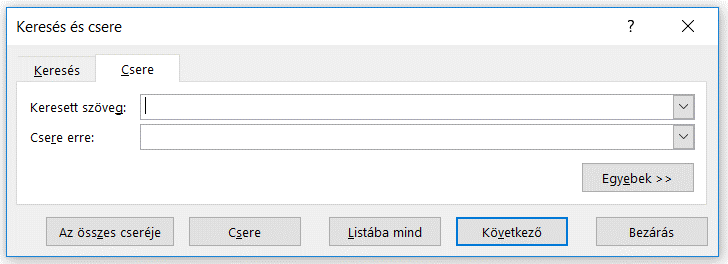 Keresés és csere
?
Keresés Csere
Keresett szöveg:
Csere erre:
Egyebek >>
Az összes cseréje Csere Listába mind Következő Bezárás